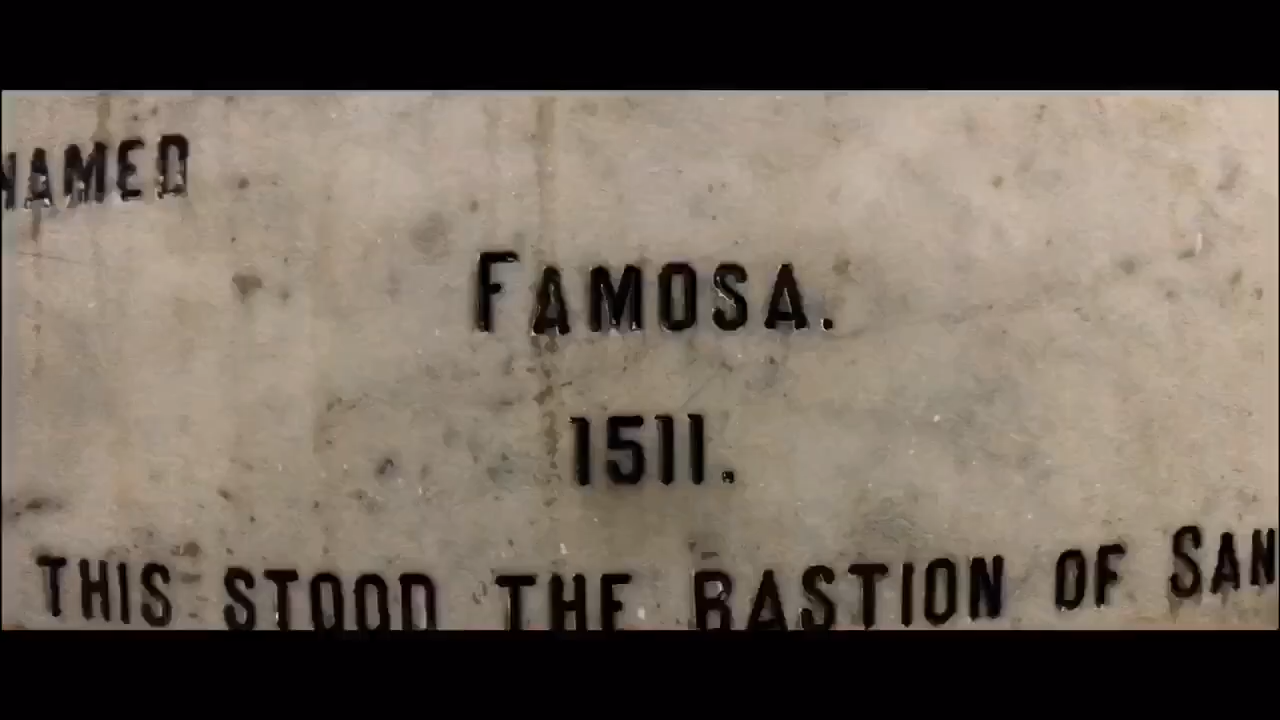 NAMED
FAMOSA.
1511.
THIS STOOD THE BASTION OF SAN